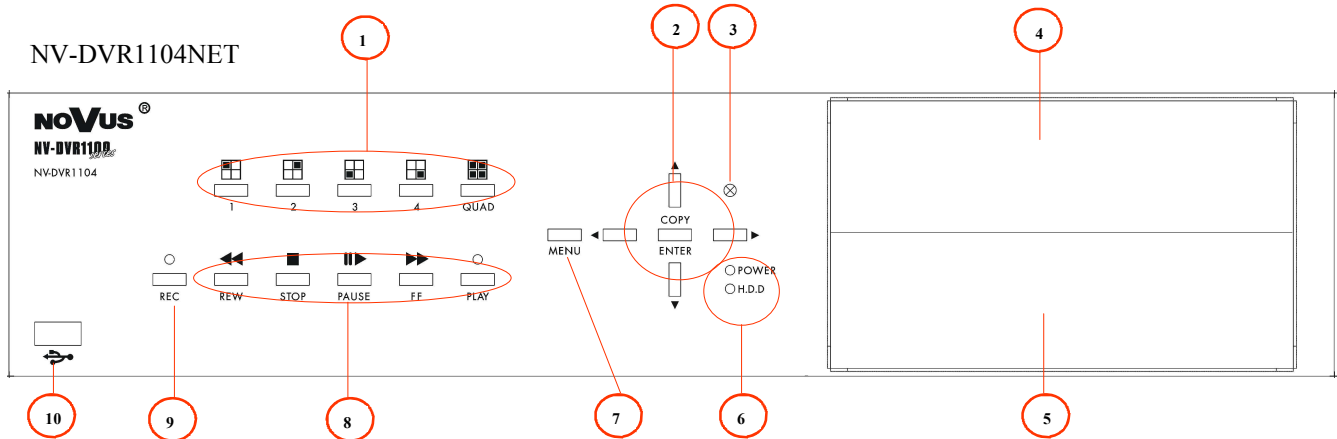 1
2
3
4
NV-DVR1104NET
NOVUS ®
NV-DVR1100 series
NV-DVR1104
1 2 3 4 QUAD
COPY
MENU ENTER
POWER
H.D.D
REC REW STOP PAUSE FF PLAY
10
9
8
7
6
5